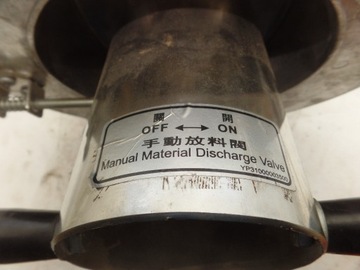 關 開
OFF ↔ ON
手動放料閥
Manual Material Discharge Valve